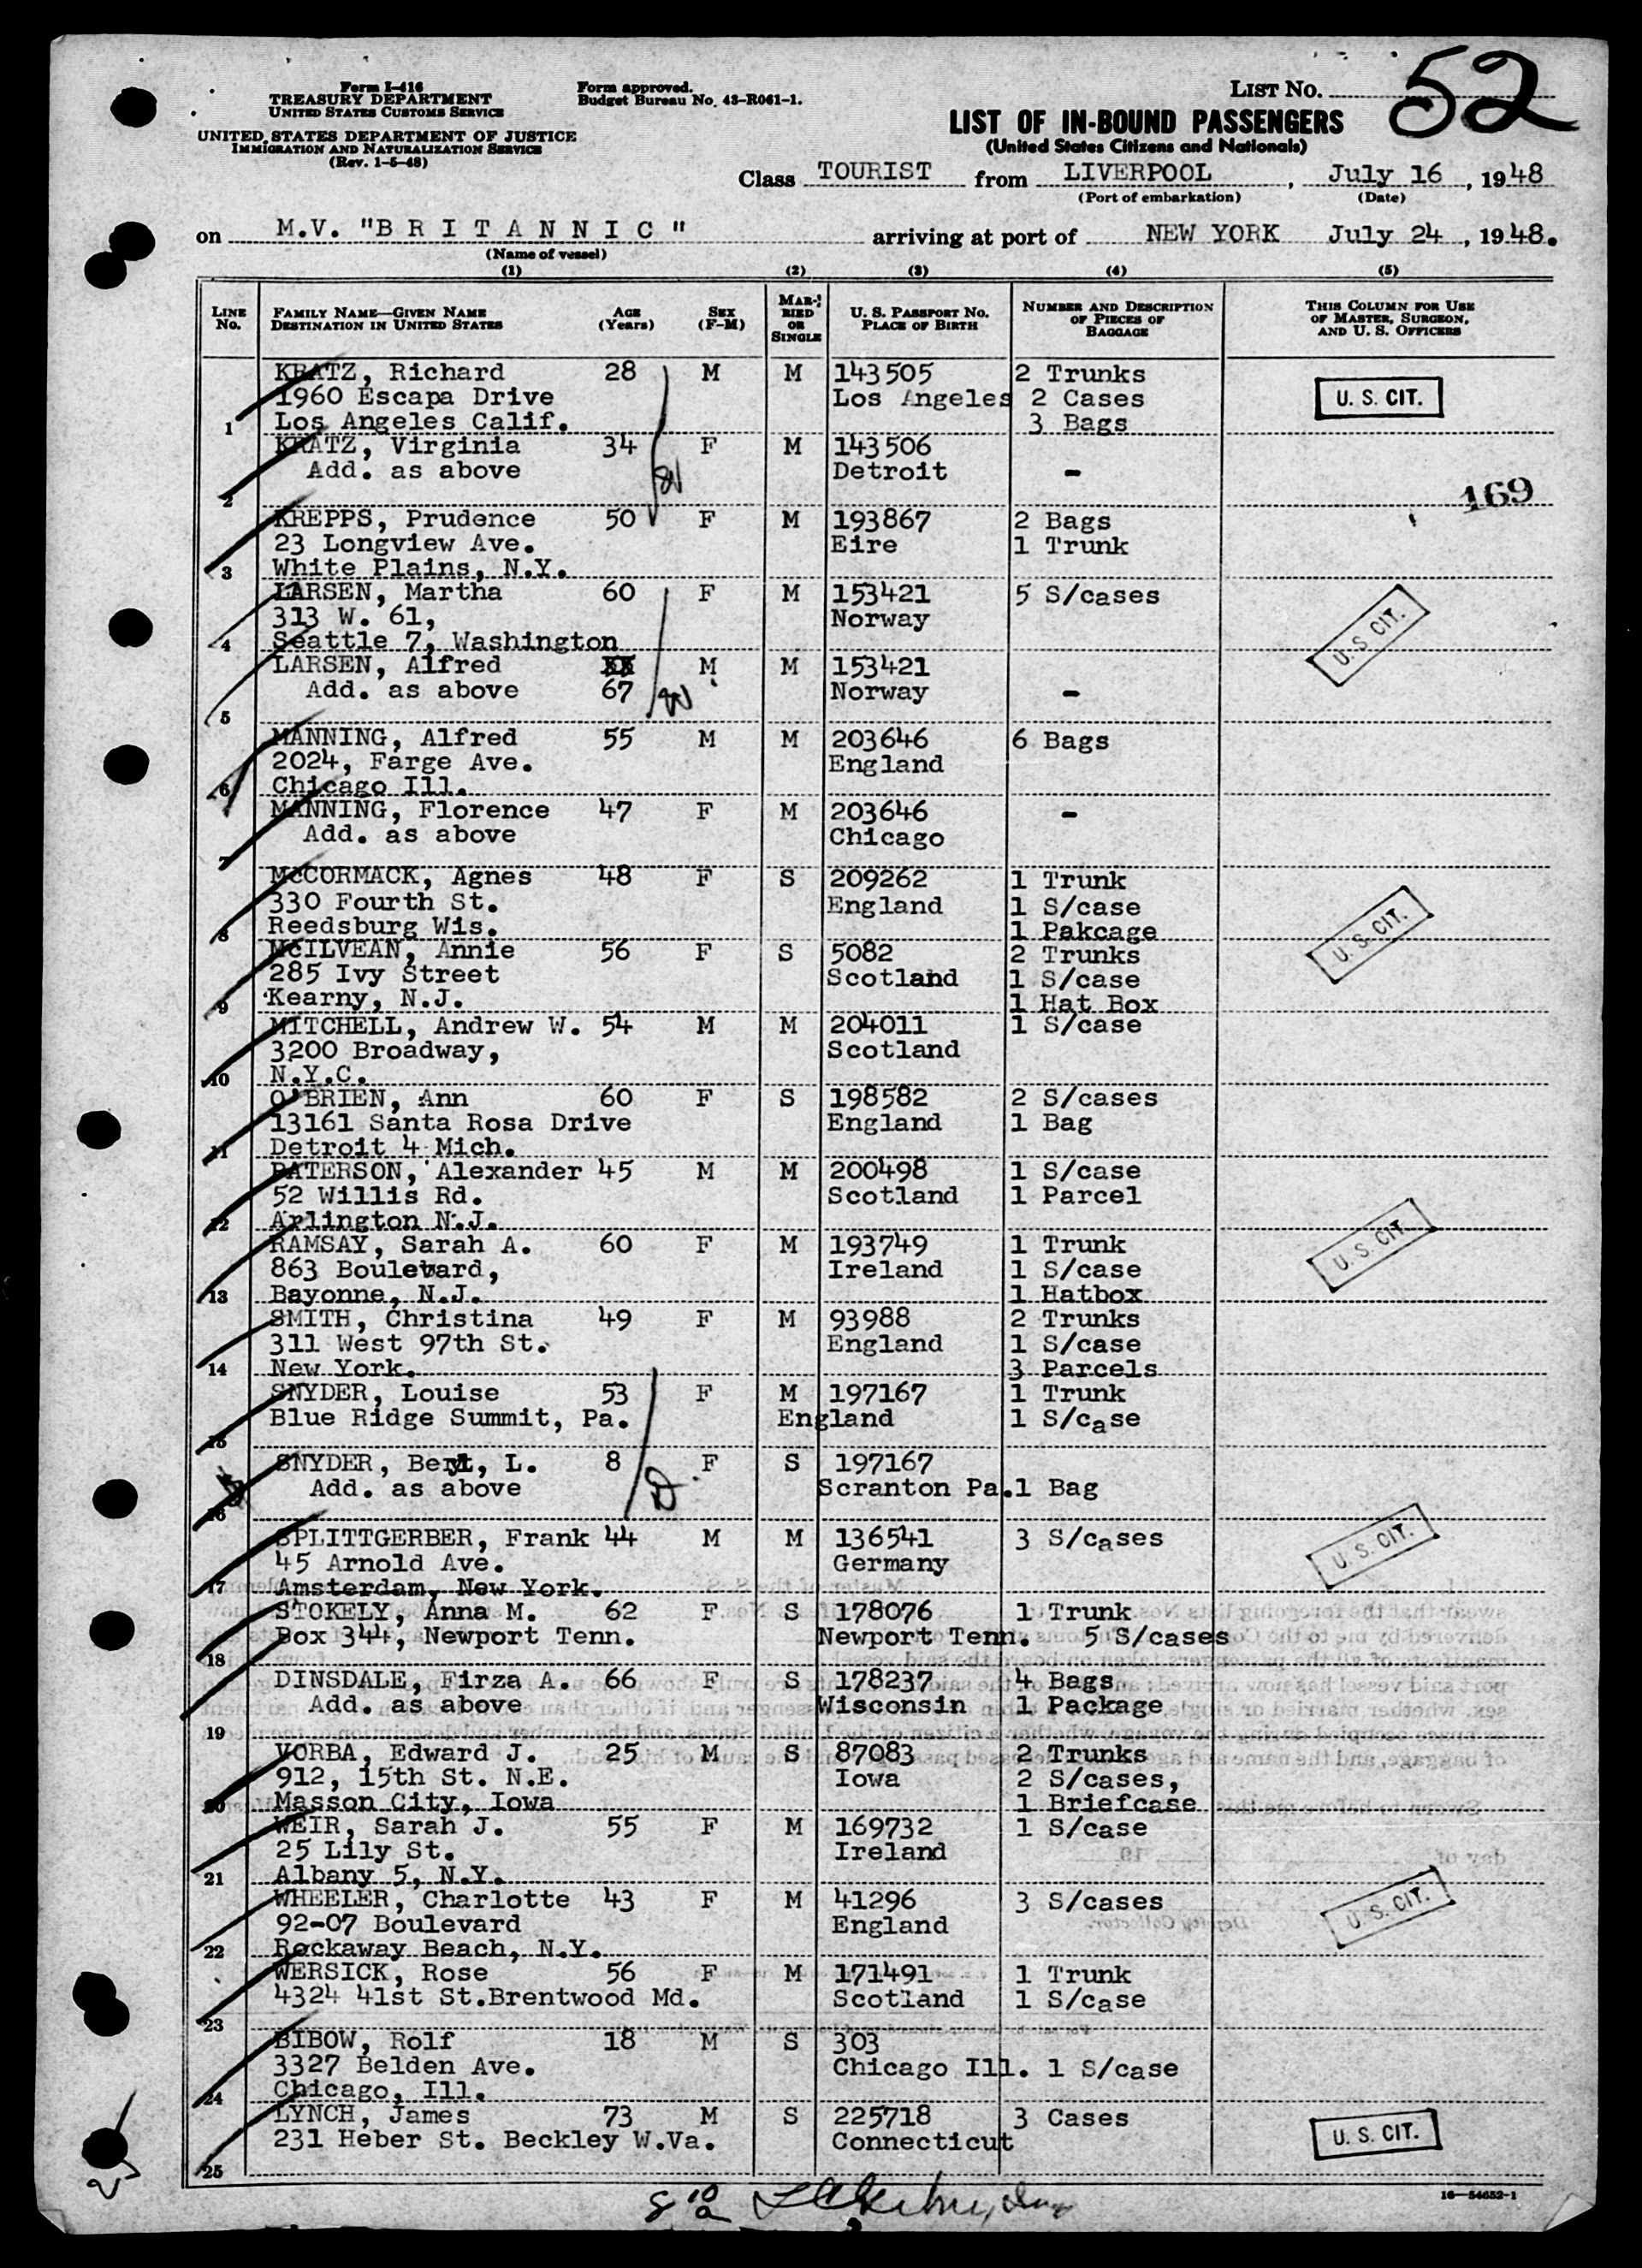 Form I-416
TREASURY DEPARTMENT
UNITED STATES CUSTOMS SERVICE
UNITED STATES DEPARTMENT OF JUSTICE
IMMIGRATION AND NATURALIZATION SERVICE
(Rev. 1-5-48)
Form approved.
Budget Bureau No. 43-R061-1.
LIST No. 52
LIST OF IN-BOUND PASSENGERS
(United States Citizens and Nationals)
Class TOURIST from LIVERPOOL, July 16, 1948
(Port of embarkation) (Date)
on M.V. "B R I T A N N I C" arriving at port of NEW YORK July 24, 1948.
(Name of vessel)
(1) (2) (3) (4) (5)
LINE No. FAMILY NAME—GIVEN NAME DESTINATION IN UNITED STATES AGE (Years) SEX (F-M) MARRIED OR SINGLE U. S. PASSPORT No. PLACE OF BIRTH NUMBER AND DESCRIPTION OF PIECES OF BAGGAGE THIS COLUMN FOR USE OF MASTER, SURGEON, AND U. S. OFFICERS
KRATZ, Richard 28 M M 143505 2 Trunks
1960 Escapa Drive Los Angeles 2 Cases U. S. CIT.
1 Los Angeles Calif. 3 Bags
KRATZ, Virginia 34 F M 143506
Add. as above Detroit -
2 169
KREPPS, Prudence 50 F M 193867 2 Bags
23 Longview Ave. Eire 1 Trunk
3 White Plains, N.Y.
LARSEN, Martha 60 F M 153421 5 S/cases
313 W. 61, Norway U. S. CIT.
4 Seattle 7, Washington
LARSEN, Alfred M M 153421
Add. as above 67 Norway -
5
MANNING, Alfred 55 M M 203646 6 Bags
2024, Farge Ave. England
6 Chicago Ill.
MANNING, Florence 47 F M 203646 -
Add. as above Chicago
7
McCORMACK, Agnes 48 F S 209262 1 Trunk
330 Fourth St. England 1 S/case
8 Reedsburg Wis. 1 Pakcage U. S. CIT.
McILVEAN, Annie 56 F S 5082 2 Trunks
285 Ivy Street Scotland 1 S/case
9 Kearny, N.J. 1 Hat Box
MITCHELL, Andrew W. 54 M M 204011 1 S/case
3200 Broadway, Scotland
10 N.Y.C.
O'BRIEN, Ann 60 F S 198582 2 S/cases
13161 Santa Rosa Drive England 1 Bag
11 Detroit 4 Mich.
PATERSON, Alexander 45 M M 200498 1 S/case
52 Willis Rd. Scotland 1 Parcel
12 Arlington N.J.
RAMSAY, Sarah A. 60 F M 193749 1 Trunk U. S. CIT.
863 Boulevard, Ireland 1 S/case
13 Bayonne, N.J. 1 Hatbox
SMITH, Christina 49 F M 93988 2 Trunks
311 West 97th St. England 1 S/case
14 New York. 3 Parcels
SNYDER, Louise 53 F M 197167 1 Trunk
Blue Ridge Summit, Pa. England 1 S/case
15
SNYDER, Beryl, L. 8 F S 197167
Add. as above Scranton Pa. 1 Bag
16
SPLITTGERBER, Frank 44 M M 136541 3 S/cases U. S. CIT.
45 Arnold Ave. Germany
17 Amsterdam, New York.
STOKELY, Anna M. 62 F S 178076 1 Trunk
Box 344, Newport Tenn. Newport Tenn. 5 S/cases
18
DINSDALE, Firza A. 66 F S 178237 4 Bags
Add. as above Wisconsin 1 Package
19
VORBA, Edward J. 25 M S 87083 2 Trunks
912, 15th St. N.E. Iowa 2 S/cases,
20 Masson City, Iowa 1 Briefcase
WEIR, Sarah J. 55 F M 169732 1 S/case
25 Lily St. Ireland
21 Albany 5, N.Y.
WHEELER, Charlotte 43 F M 41296 3 S/cases U. S. CIT.
92-07 Boulevard England
22 Rockaway Beach, N.Y.
WERSICK, Rose 56 F M 171491 1 Trunk
4324 41st St. Brentwood Md. Scotland 1 S/case
23
BIBOW, Rolf 18 M S 303
3327 Belden Ave. Chicago Ill. 1 S/case
24 Chicago, Ill.
LYNCH, James 73 M S 225718 3 Cases
231 Heber St. Beckley W.Va. Connecticut U. S. CIT.
25
16—54652-1